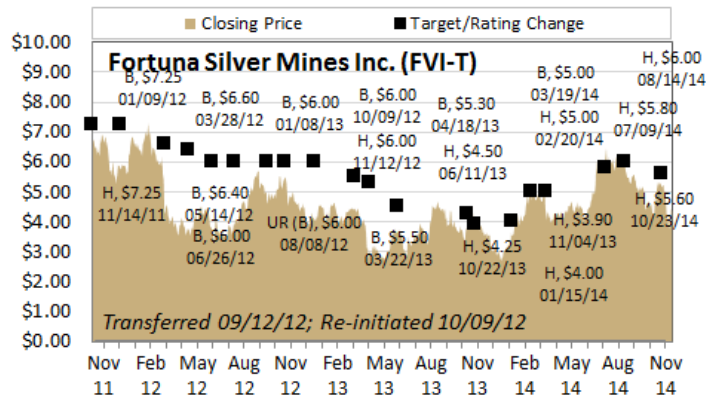 Closing Price Target/Rating Change
Fortuna Silver Mines Inc. (FVI-T)
$10.00
$9.00
$8.00
$7.00
$6.00
$5.00
$4.00
$3.00
$2.00
$1.00
$0.00
B, $7.25
01/09/12
B, $6.60
03/28/12
B, $6.00
01/08/13
B, $6.00
10/09/12
H, $6.00
11/12/12
B, $5.30
04/18/13
H, $4.50
06/11/13
B, $5.00
03/19/14
H, $5.00
02/20/14
H, $6.00
08/14/14
H, $5.80
07/09/14
H, $7.25
11/14/11
B, $6.40
05/14/12
B, $6.00
06/26/12
UR (B), $6.00
08/08/12
B, $5.50
03/22/13
H, $4.25
10/22/13
H, $3.90
11/04/13
H, $4.00
01/15/14
H, $5.60
10/23/14
Transferred 09/12/12; Re-initiated 10/09/12
Nov Feb May Aug Nov Feb May Aug Nov Feb May Aug Nov
11 12 12 12 12 13 13 13 13 14 14 14 14